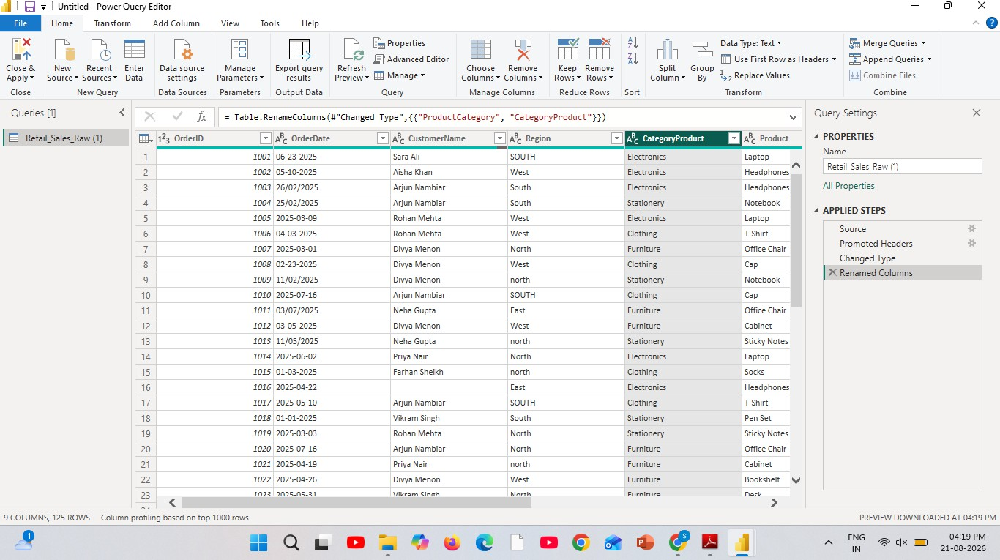 Untitled - Power Query Editor
File Home Transform Add Column View Tools Help
Close & Apply
New Source
Recent Sources
Enter Data
Data source settings
Manage Parameters
Export query results
Refresh Preview
Properties
Advanced Editor
Manage
Choose Columns
Remove Columns
Keep Rows
Remove Rows
Split Column
Group By
Data Type: Text
Use First Row as Headers
Replace Values
Merge Queries
Append Queries
Combine Files
Close New Query Data Sources Parameters Output Data Query Manage Columns Reduce Rows Sort Transform Combine
Queries [1]
Retail_Sales_Raw (1)
fx = Table.RenameColumns(#"Changed Type",{{"ProductCategory", "CategoryProduct"}})
OrderID OrderDate CustomerName Region CategoryProduct Product
1 1001 06-23-2025 Sara Ali SOUTH Electronics Laptop
2 1002 05-10-2025 Aisha Khan West Electronics Headphones
3 1003 26/02/2025 Arjun Nambiar South Electronics Headphones
4 1004 25/02/2025 Arjun Nambiar South Stationery Notebook
5 1005 2025-03-09 Rohan Mehta West Electronics Laptop
6 1006 04-03-2025 Rohan Mehta West Clothing T-Shirt
7 1007 2025-03-01 Divya Menon North Furniture Office Chair
8 1008 02-23-2025 Divya Menon West Clothing Cap
9 1009 11/02/2025 Divya Menon north Stationery Notebook
10 1010 2025-07-16 Arjun Nambiar SOUTH Clothing Cap
11 1011 03/07/2025 Neha Gupta East Furniture Office Chair
12 1012 03-05-2025 Divya Menon West Furniture Cabinet
13 1013 11/05/2025 Neha Gupta north Stationery Sticky Notes
14 1014 2025-06-02 Priya Nair North Electronics Laptop
15 1015 01-03-2025 Farhan Sheikh north Clothing Socks
16 1016 2025-04-22 East Electronics Headphones
17 1017 2025-05-10 Arjun Nambiar SOUTH Clothing T-Shirt
18 1018 01-01-2025 Vikram Singh South Stationery Pen Set
19 1019 2025-03-03 Rohan Mehta North Stationery Sticky Notes
20 1020 2025-07-16 Arjun Nambiar North Furniture Office Chair
21 1021 2025-04-19 Priya Nair north Furniture Cabinet
22 1022 2025-04-26 Divya Menon West Furniture Bookshelf
23 1023 2025-05-31 Vikram Singh North Furniture Desk
Query Settings
PROPERTIES
Name
Retail_Sales_Raw (1)
All Properties
APPLIED STEPS
Source
Promoted Headers
Changed Type
Renamed Columns
9 COLUMNS, 125 ROWS Column profiling based on top 1000 rows PREVIEW DOWNLOADED AT 04:19 PM
1
ENG
IN
04:19 PM
21-08-2026